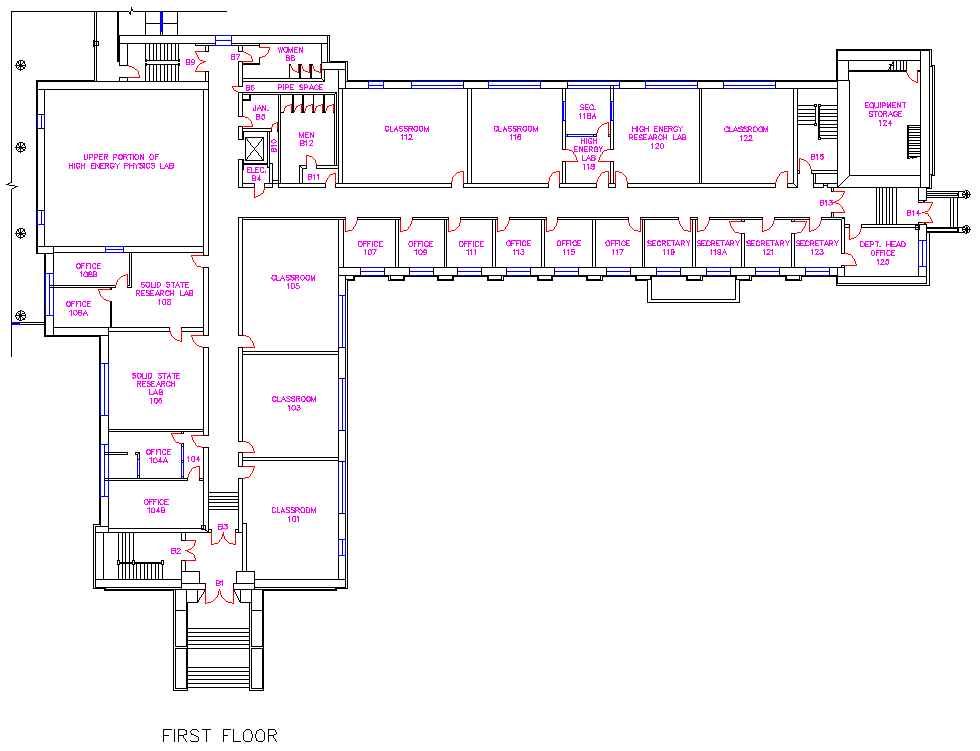 WOMEN
B8
B7
B9
B6
PIPE SPACE
JAN.
B5
MEN
B12
B10
ELEC.
B4
B11
UPPER PORTION OF
HIGH ENERGY PHYSICS LAB
CLASSROOM
112
CLASSROOM
116
SEC.
118A
HIGH
ENERGY
LAB
118
HIGH ENERGY
RESEARCH LAB
120
CLASSROOM
122
B15
EQUIPMENT
STORAGE
124
B13
B14
OFFICE
107
OFFICE
109
OFFICE
111
OFFICE
113
OFFICE
115
OFFICE
117
SECRETARY
119
SECRETARY
119A
SECRETARY
121
SECRETARY
123
DEPT. HEAD
OFFICE
125
OFFICE
108B
OFFICE
108A
SOLID STATE
RESEARCH LAB
108
CLASSROOM
105
SOLID STATE
RESEARCH
LAB
106
CLASSROOM
103
OFFICE
104A
104
OFFICE
104B
CLASSROOM
101
B3
B2
B1
FIRST FLOOR